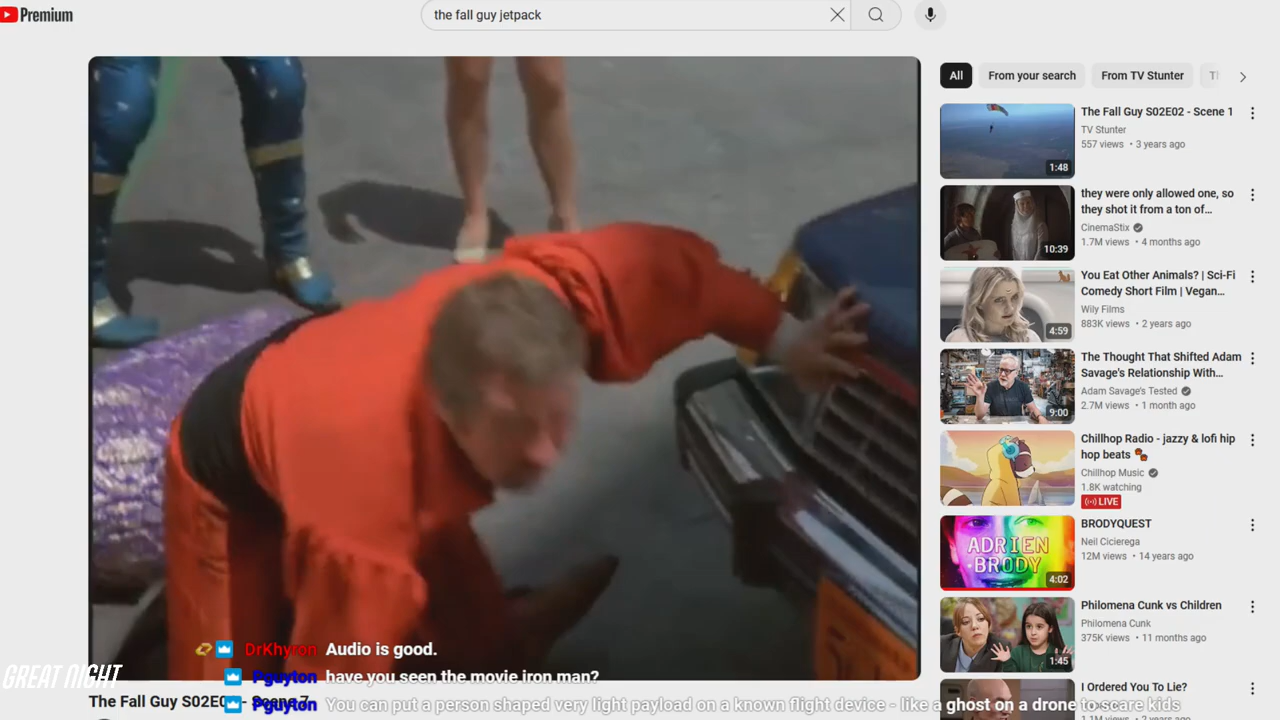 Premium
the fall guy jetpack
All
From your search
From TV Stunter
The Fall Guy S02E02 - Scene 1
TV Stunter
557 views • 3 years ago
1:48
they were only allowed one, so
they shot it from a ton of…
CinemaStix
1.7M views • 4 months ago
10:39
You Eat Other Animals? | Sci-Fi
Comedy Short Film | Vegan…
Wily Films
883K views • 2 years ago
4:59
The Thought That Shifted Adam
Savage's Relationship With…
Adam Savage's Tested
2.7M views • 1 month ago
9:00
Chillhop Radio - jazzy & lofi hip
hop beats
Chillhop Music
1.8K watching
LIVE
BRODYQUEST
Neil Cicierega
12M views • 14 years ago
ADRIEN
BRODY
4:02
Philomena Cunk vs Children
Philomena Cunk
375K views • 11 months ago
1:45
I Ordered You To Lie?
DrKhyron Audio is good.
Pguyton have you seen the movie iron man?
Pguyton You can put a person shaped very light payload on a known flight device - like a ghost on a drone to scare kids
GREAT NIGHT
The Fall Guy S02E0 - Scene 7